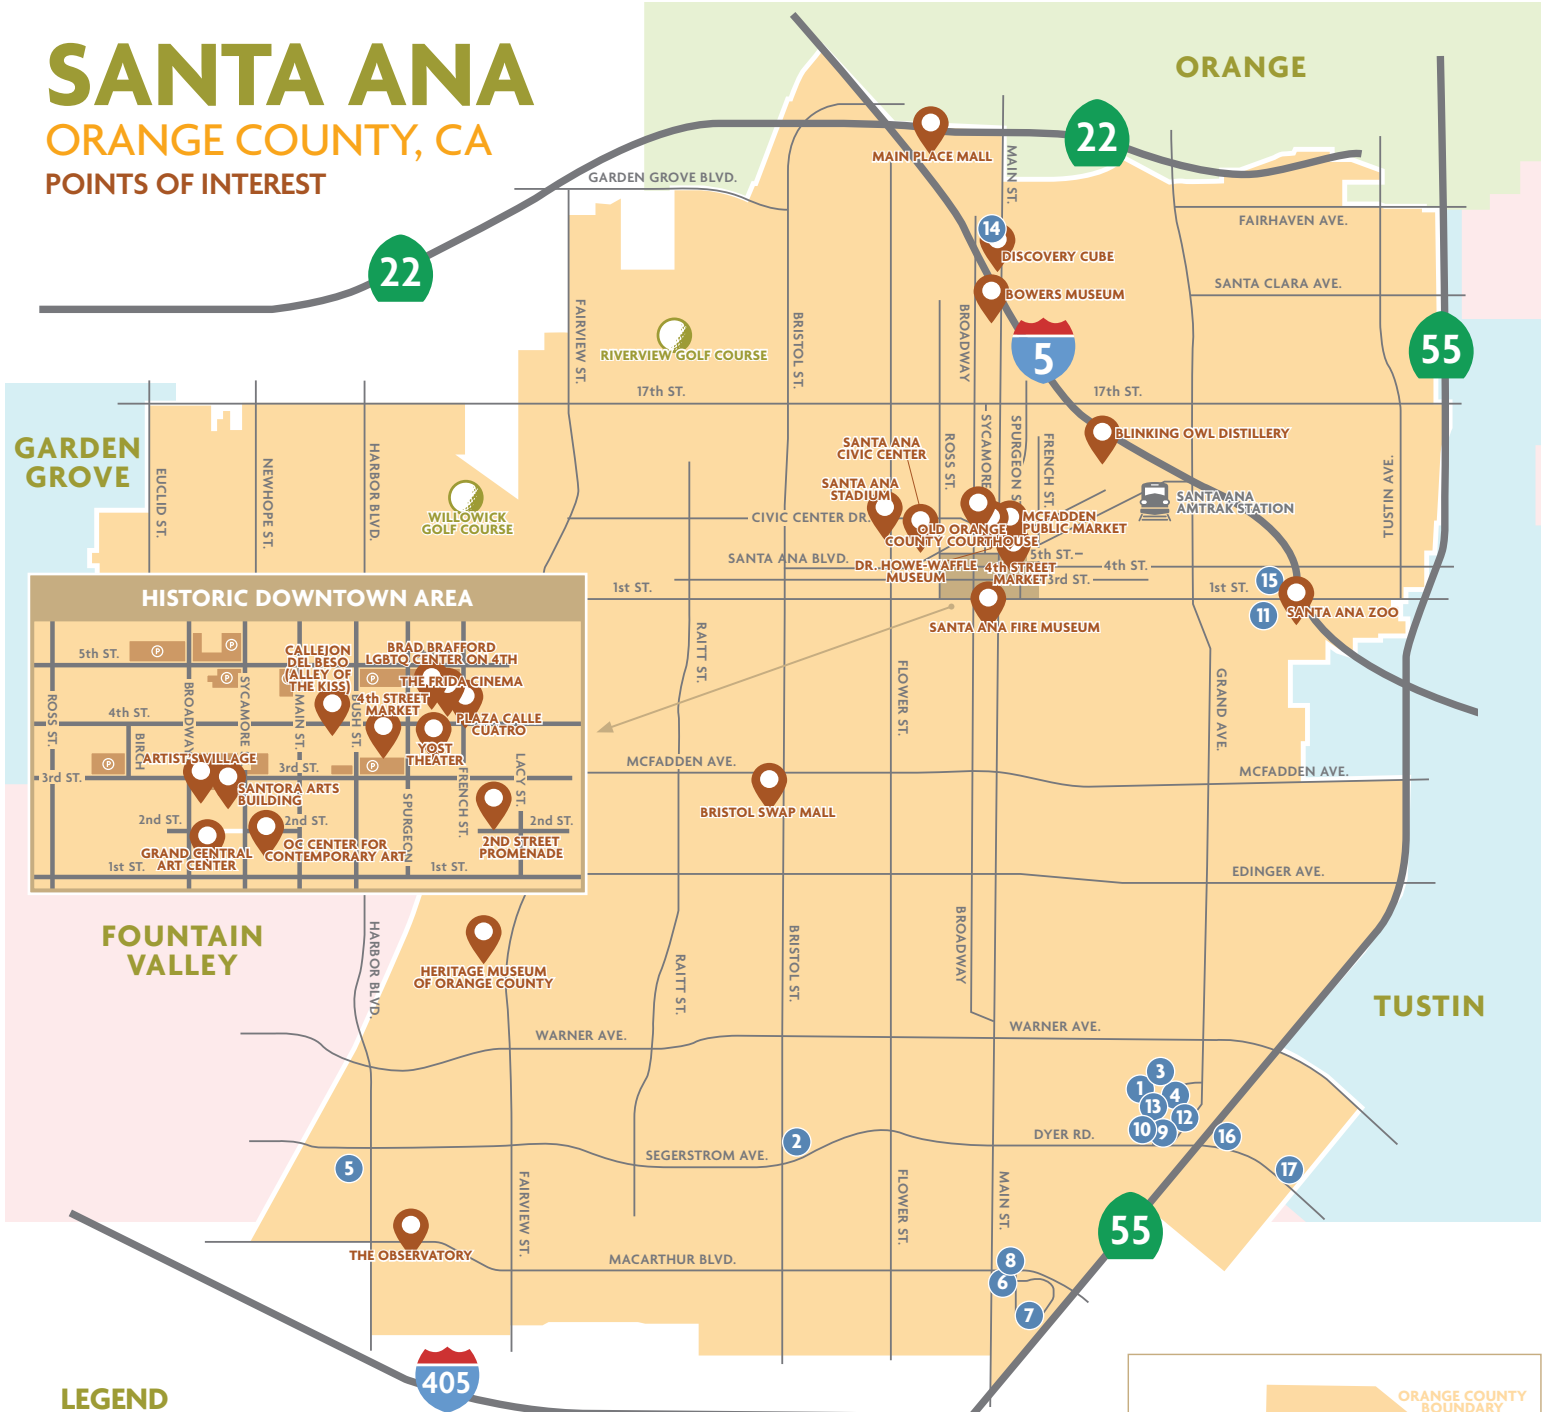 SANTA ANA
ORANGE COUNTY, CA
POINTS OF INTEREST
ORANGE
22
MAIN PLACE MALL
MAIN ST.
GARDEN GROVE BLVD.
FAIRHAVEN AVE.
14
DISCOVERY CUBE
22
SANTA CLARA AVE.
BOWERS MUSEUM
FAIRVIEW ST.
BRISTOL ST.
BROADWAY
RIVERVIEW GOLF COURSE
5
55
17th ST.
17th ST.
GARDEN
GROVE
EUCLID ST.
NEWHOPE ST.
HARBOR BLVD.
BLINKING OWL DISTILLERY
SANTA ANA
CIVIC CENTER
ROSS ST.
SYCAMORE
SPURGEON S
FRENCH ST.
TUSTIN AVE.
SANTA ANA
STADIUM
WILLOWICK
GOLF COURSE
SANTA ANA
AMTRAK STATION
CIVIC CENTER DR.
OLD ORANGE
COUNTY COURTHOUSE
MCFADDEN
PUBLIC MARKET
5th ST.
SANTA ANA BLVD.
DR. HOWE-WAFFLE
MUSEUM
4th STREET
MARKET
3rd ST.
4th ST.
1st ST.
1st ST.
15
11
SANTA ANA ZOO
SANTA ANA FIRE MUSEUM
HISTORIC DOWNTOWN AREA
5th ST.
P
P
P
P
P
P
CALLEJON
DEL BESO
(ALLEY OF
THE KISS)
BRAD BRAFFORD
LGBTQ CENTER ON 4TH
THE FRIDA CINEMA
4th STREET
MARKET
PLAZA CALLE
CUATRO
YOST
THEATER
ROSS ST.
BROADWAY
SYCAMORE
MAIN ST.
BUSH ST.
4th ST.
BIRCH
ARTIST'S VILLAGE
3rd ST.
3rd ST.
SANTORA ARTS
BUILDING
SPURGEON
FRENCH ST.
LACY ST.
2nd ST.
2nd ST.
2nd ST.
GRAND CENTRAL
ART CENTER
OC CENTER FOR
CONTEMPORARY ART
2ND STREET
PROMENADE
1st ST.
1st ST.
RAITT ST.
FLOWER ST.
GRAND AVE.
MCFADDEN AVE.
MCFADDEN AVE.
BRISTOL SWAP MALL
EDINGER AVE.
FOUNTAIN
VALLEY
HARBOR BLVD.
HERITAGE MUSEUM
OF ORANGE COUNTY
RAITT ST.
BRISTOL ST.
BROADWAY
TUSTIN
WARNER AVE.
WARNER AVE.
3
1
4
13
12
10
9
16
17
DYER RD.
2
SEGERSTROM AVE.
5
FAIRVIEW ST.
FLOWER ST.
MAIN ST.
55
THE OBSERVATORY
MACARTHUR BLVD.
8
6
7
405
LEGEND
ORANGE COUNTY
BOUNDARY